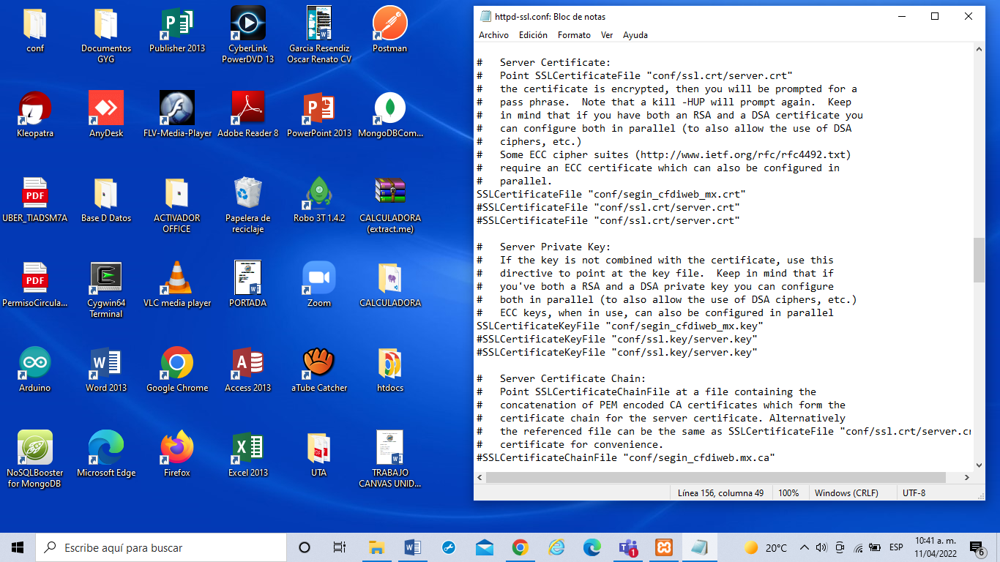 conf
Documentos
GYG
Publisher 2013
CyberLink
PowerDVD 13
Garcia Resendiz
Oscar Renato CV
Postman
Kleopatra
AnyDesk
FLV-Media-Player
Adobe Reader 8
PowerPoint 2013
MongoDBCom...
PDF
UBER_TIADSM7A
Base D Datos
ACTIVADOR
OFFICE
Papelera de
reciclaje
Robo 3T 1.4.2
CALCULADORA
(extract.me)
PDF
PermisoCircula...
Cygwin64
Terminal
VLC media player
PORTADA
Zoom
CALCULADORA
Arduino
Word 2013
Google Chrome
Access 2013
aTube Catcher
htdocs
NoSQLBooster
for MongoDB
Microsoft Edge
Firefox
Excel 2013
UTA
TRABAJO
CANVAS UNID...
httpd-ssl.conf: Bloc de notas
Archivo Edición Formato Ver Ayuda
#   Server Certificate:
#   Point SSLCertificateFile "conf/ssl.crt/server.crt"
#   the certificate is encrypted, then you will be prompted for a
#   pass phrase.  Note that a kill -HUP will prompt again.  Keep
#   in mind that if you have both an RSA and a DSA certificate you
#   can configure both in parallel (to also allow the use of DSA
#   ciphers, etc.)
#   Some ECC cipher suites (http://www.ietf.org/rfc/rfc4492.txt)
#   require an ECC certificate which can also be configured in
#   parallel.
SSLCertificateFile "conf/segin_cfdiweb_mx.crt"
#SSLCertificateFile "conf/ssl.crt/server.crt"
#SSLCertificateFile "conf/ssl.crt/server.crt"
#   Server Private Key:
#   If the key is not combined with the certificate, use this
#   directive to point at the key file.  Keep in mind that if
#   you've both a RSA and a DSA private key you can configure
#   both in parallel (to also allow the use of DSA ciphers, etc.)
#   ECC keys, when in use, can also be configured in parallel
SSLCertificateKeyFile "conf/segin_cfdiweb_mx.key"
#SSLCertificateKeyFile "conf/ssl.key/server.key"
#SSLCertificateKeyFile "conf/ssl.key/server.key"
#   Server Certificate Chain:
#   Point SSLCertificateChainFile at a file containing the
#   concatenation of PEM encoded CA certificates which form the
#   certificate chain for the server certificate. Alternatively
#   the referenced file can be the same as SSLCertificateFile "conf/ssl.crt/server.cr
#   certificate for convenience.
#SSLCertificateChainFile "conf/segin_cfdiweb.mx.ca"
Línea 156, columna 49 100% Windows (CRLF) UTF-8
Escribe aquí para buscar
1
20°C
ESP
10:41 a. m.
11/04/2022
6